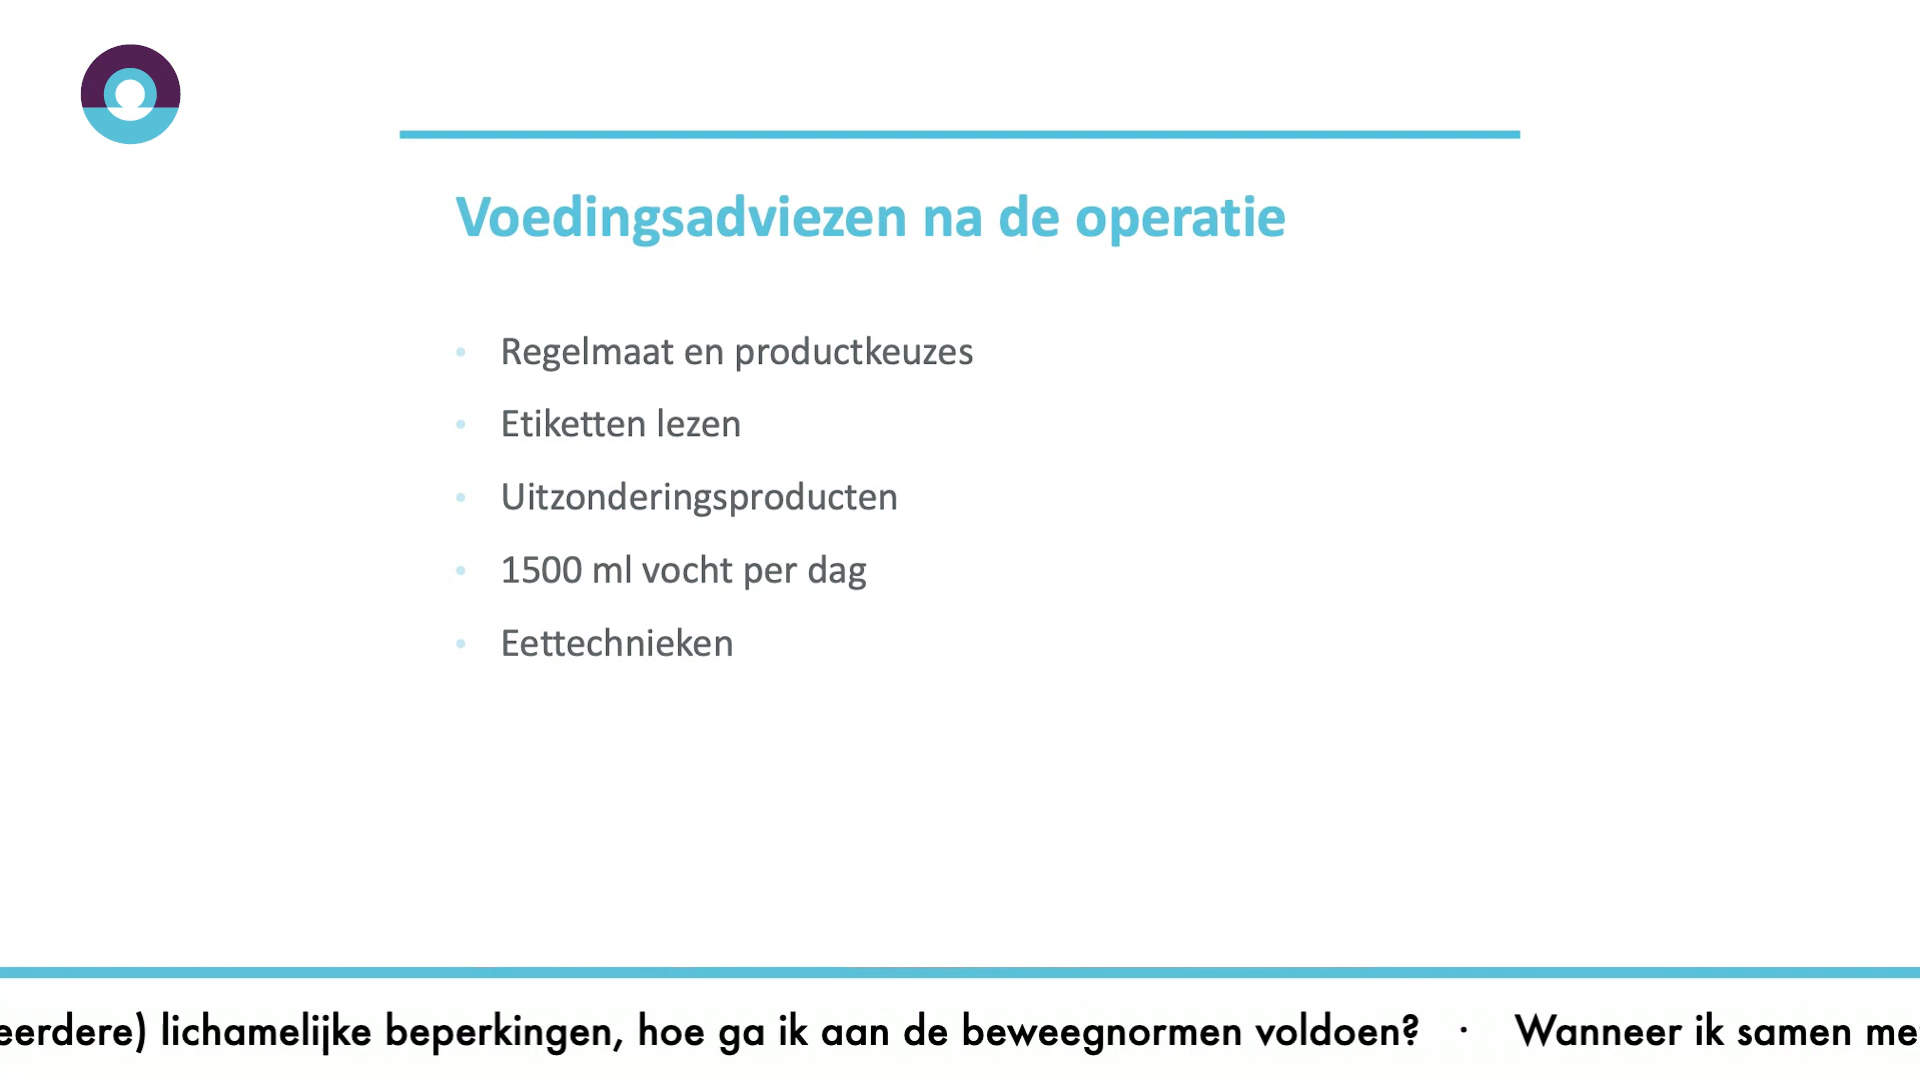 Voedingsadviezen na de operatie
• Regelmaat en productkeuzes
• Etiketten lezen
• Uitzonderingsproducten
• 1500 ml vocht per dag
• Eettechnieken
eerdere) lichamelijke beperkingen, hoe ga ik aan de beweegnormen voldoen? · Wanneer ik samen me